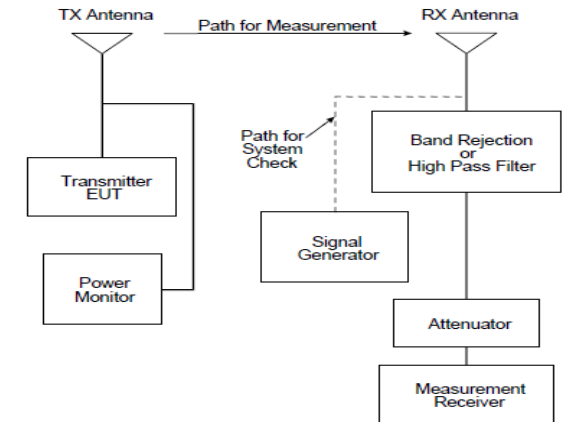 TX Antenna
Path for Measurement
RX Antenna
Path for
System
Check
Band Rejection
or
High Pass Filter
Transmitter
EUT
Signal
Generator
Power
Monitor
Attenuator
Measurement
Receiver